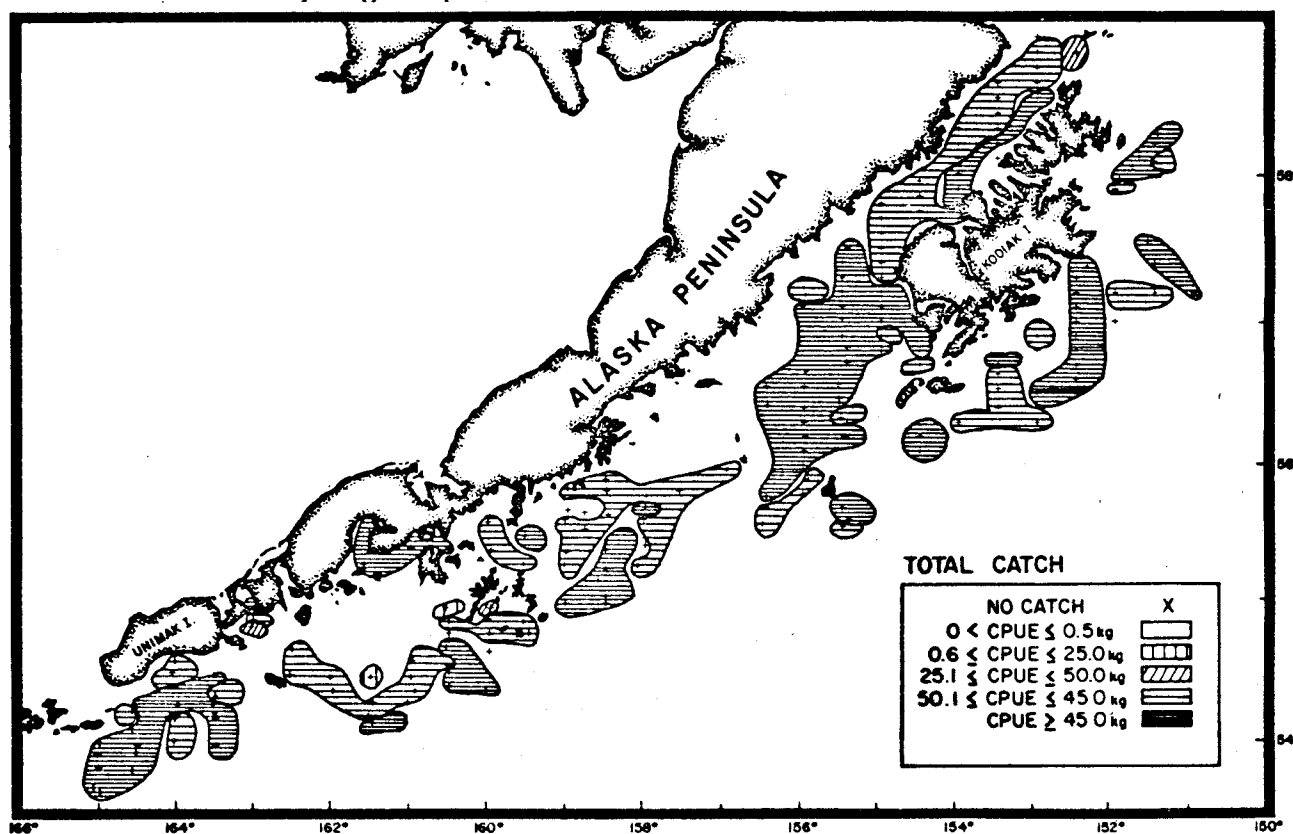 ALASKA PENINSULA
KODIAK I.
UNIMAK I.
TOTAL CATCH
NO CATCH X
0 < CPUE ≤ 0.5 kg
0.6 ≤ CPUE ≤ 25.0 kg
25.1 ≤ CPUE ≤ 50.0 kg
50.1 ≤ CPUE ≤ 45.0 kg
CPUE ≥ 45.0 kg
58
56
54
166° 164° 162° 160° 158° 156° 154° 152° 150°